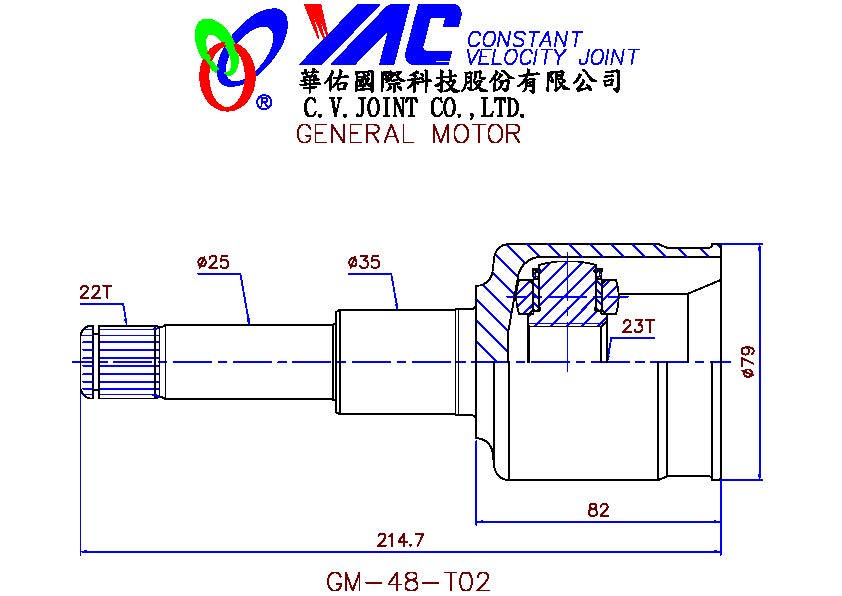 YAC CONSTANT
VELOCITY JOINT
®
華佑國際科技股份有限公司
C.V.JOINT CO.,LTD.
GENERAL MOTOR
ø25
ø35
22T
23T
ø79
82
214.7
GM-48-T02